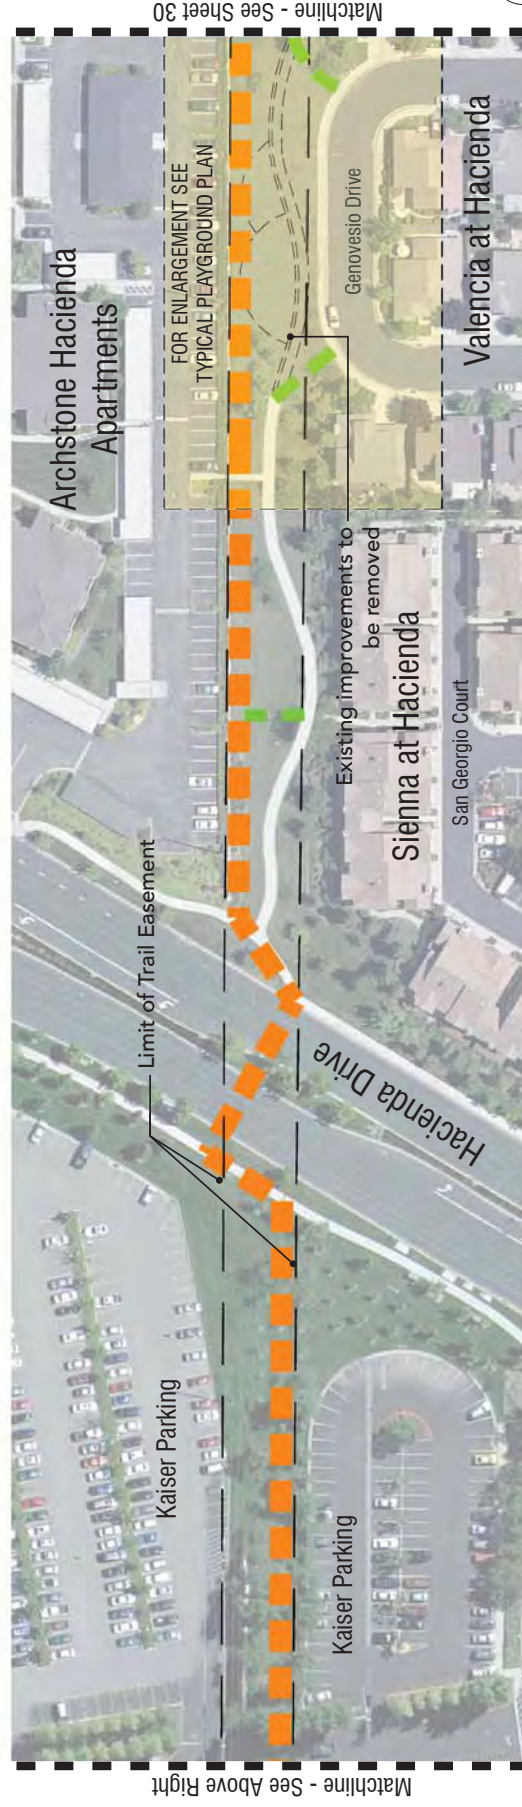 Matchline - See Sheet 30
Archstone Hacienda
Apartments
FOR ENLARGEMENT SEE
TYPICAL PLAYGROUND PLAN
Genovesio Drive
Valencia at Hacienda
Existing improvements to
be removed
Sienna at Hacienda
San Georgio Court
Limit of Trail Easement
Hacienda Drive
Kaiser Parking
Kaiser Parking
Matchline - See Above Right